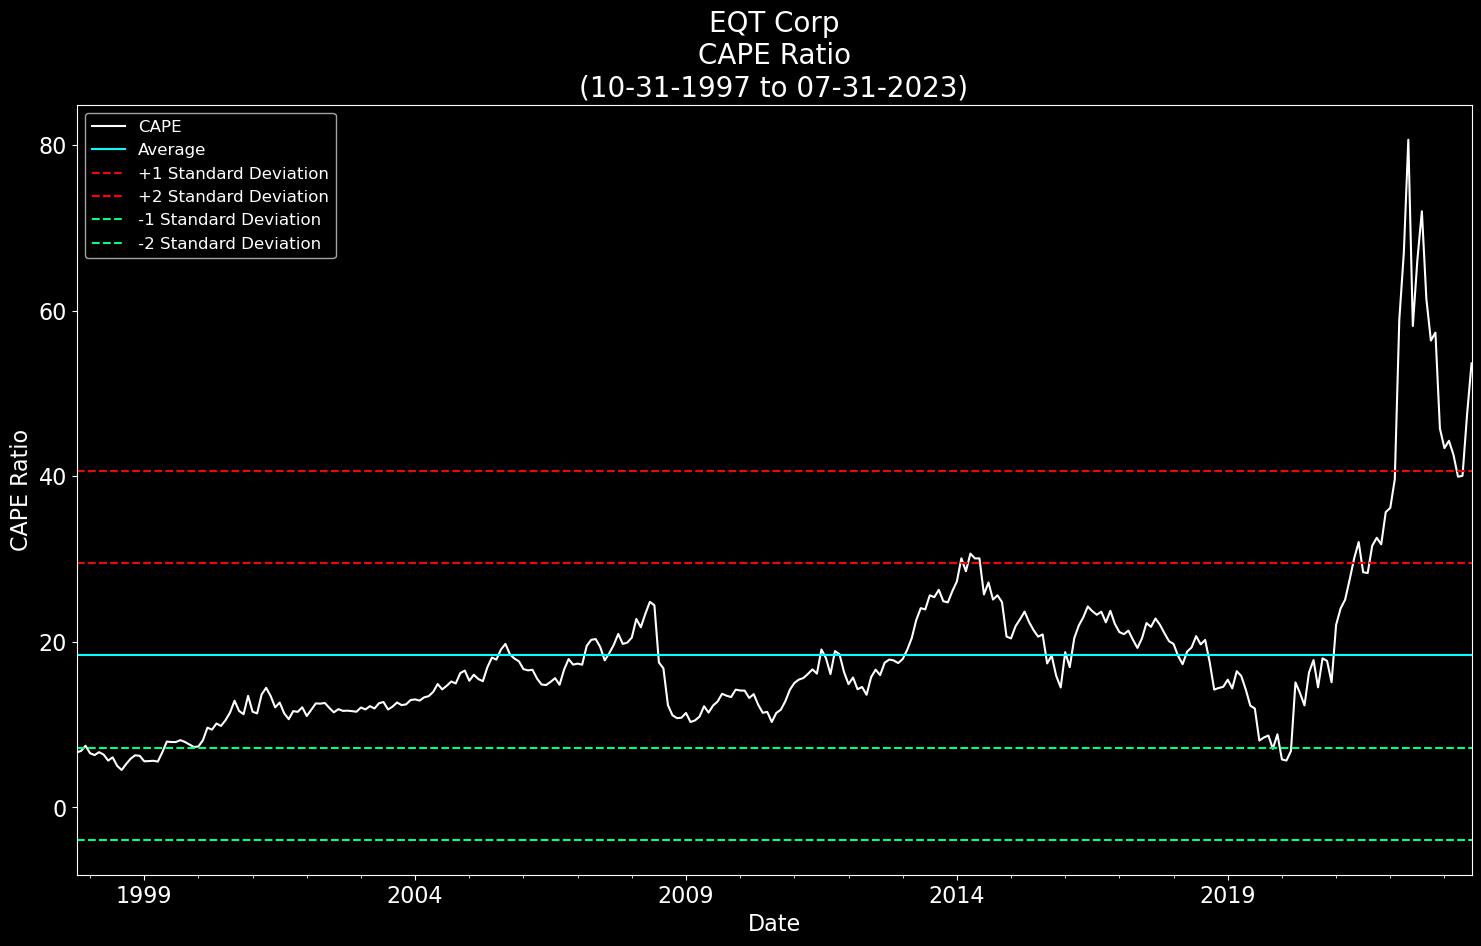 EQT Corp
CAPE Ratio
(10-31-1997 to 07-31-2023)
CAPE
Average
+1 Standard Deviation
+2 Standard Deviation
-1 Standard Deviation
-2 Standard Deviation
80
60
40
20
0
CAPE Ratio
1999
2004
2009
2014
2019
Date